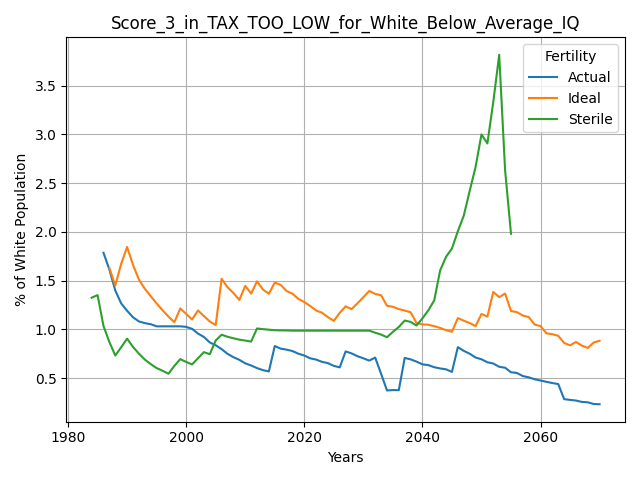 Score_3_in_TAX_TOO_LOW_for_White_Below_Average_IQ
Fertility
Actual
Ideal
Sterile
% of White Population
3.5
3.0
2.5
2.0
1.5
1.0
0.5
1980
2000
2020
2040
2060
Years